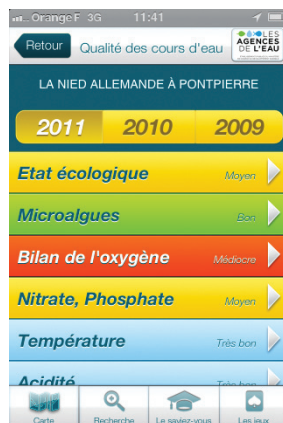 Orange F 3G 11:41
Retour Qualité des cours d'eau LES AGENCES DE L'EAU
LA NIED ALLEMANDE À PONTPIERRE
2011 2010 2009
Etat écologique Moyen
Microalgues Bon
Bilan de l'oxygène Médiocre
Nitrate, Phosphate Moyen
Température Très bon
Acidité Très bon
Carte Recherche Le saviez-vous Les jeux